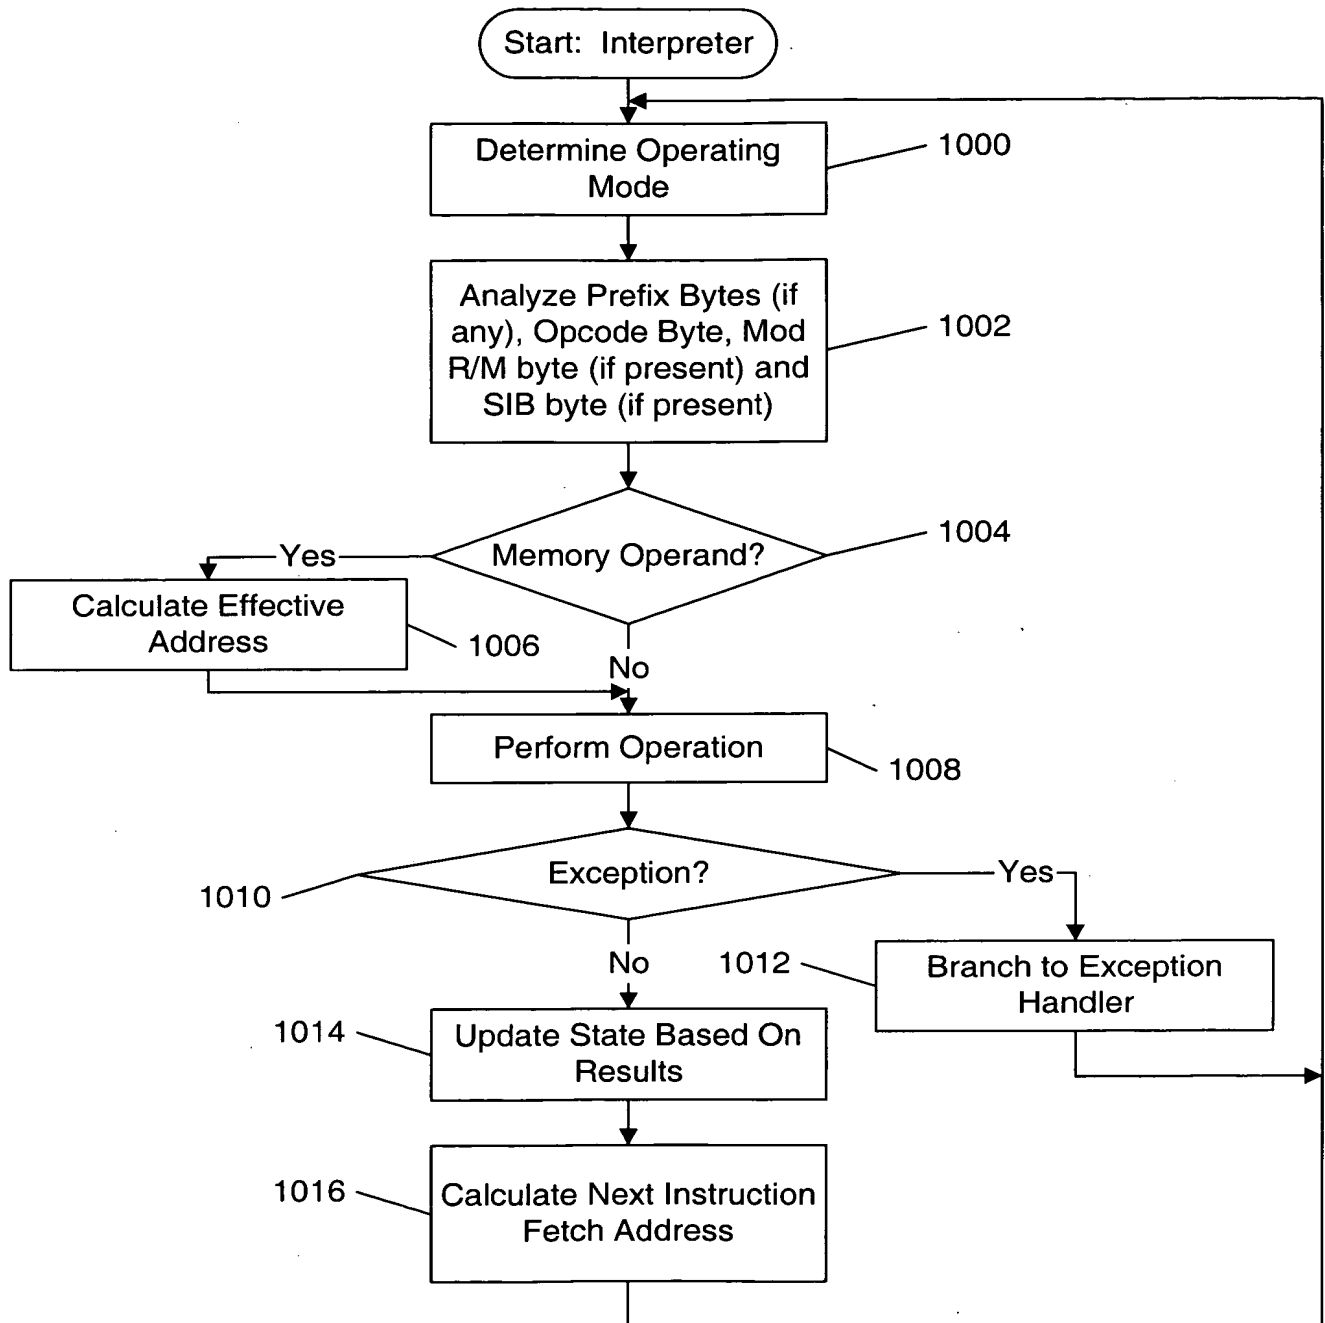 Start: Interpreter
Determine Operating
Mode
1000
Analyze Prefix Bytes (if
any), Opcode Byte, Mod
R/M byte (if present) and
SIB byte (if present)
1002
Memory Operand?
1004
Yes
Calculate Effective
Address
1006
No
Perform Operation
1008
Exception?
1010
Yes
No
1012
Branch to Exception
Handler
1014
Update State Based On
Results
1016
Calculate Next Instruction
Fetch Address